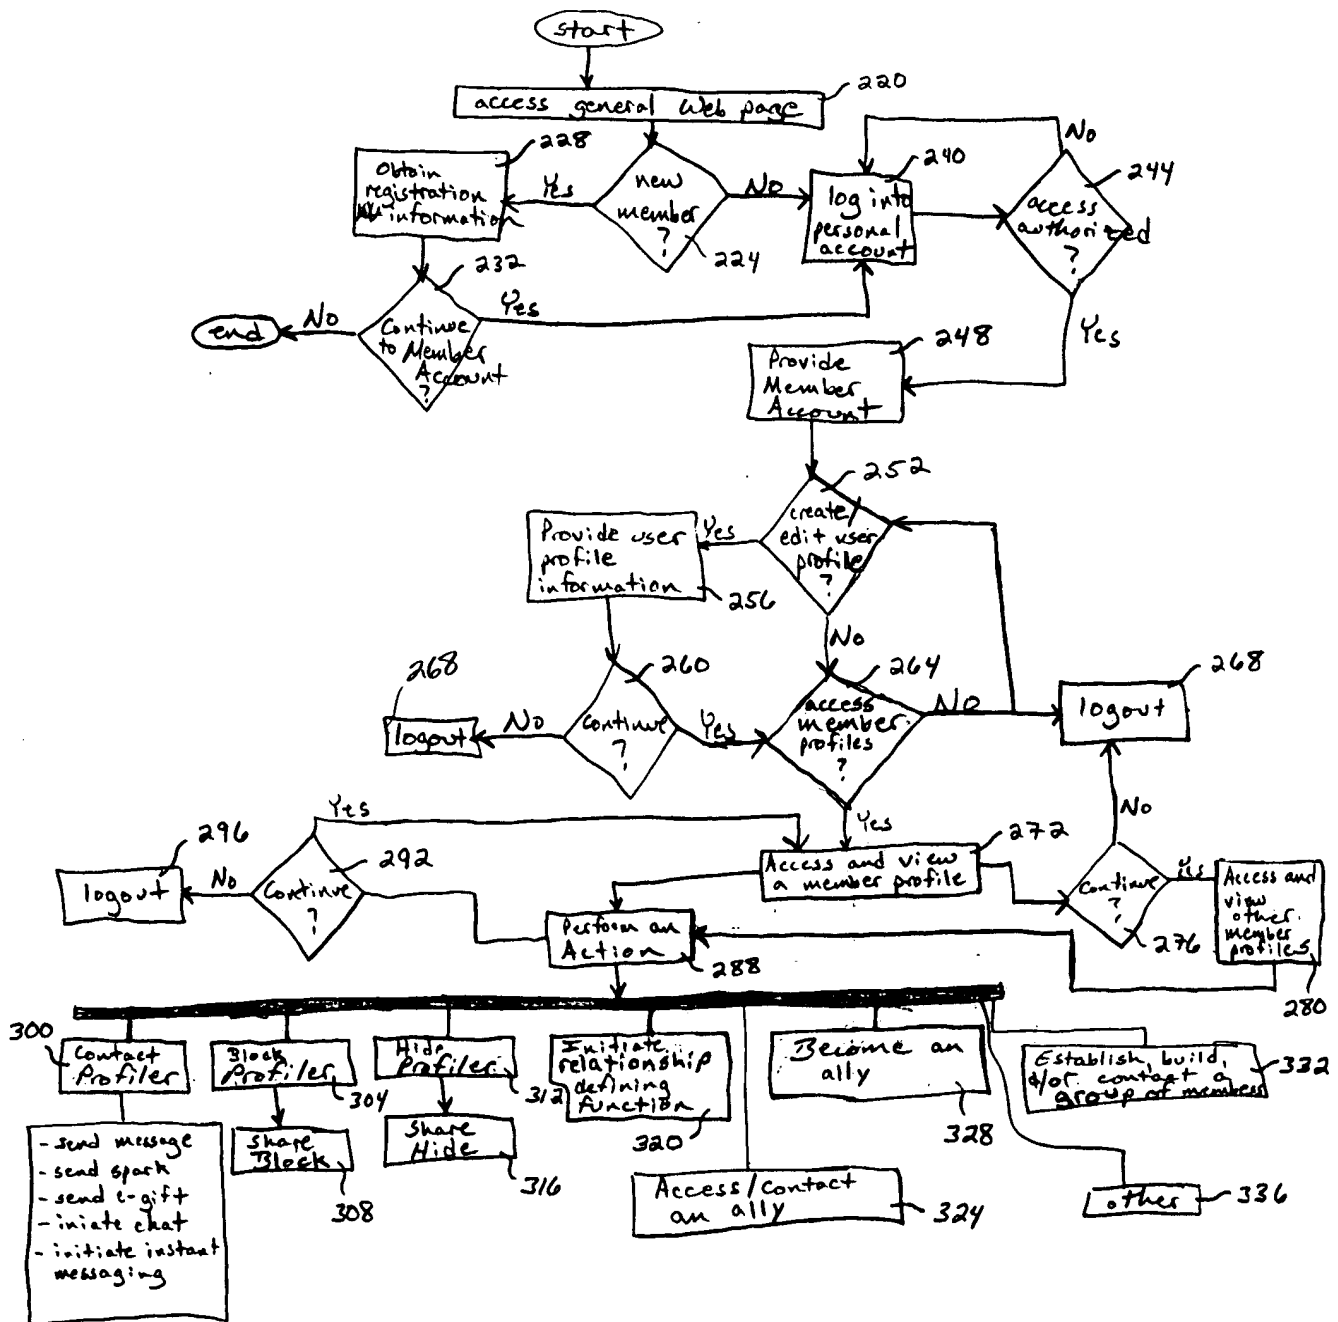 start
access general Web page
220
new
member
?
224
Yes
No
228
Obtain
registration
information
232
Continue
to Member
Account
?
No
end
Yes
240
log into
personal
account
No
244
access
authorized
?
Yes
248
Provide
Member
Account
252
create/
edit user
profile
?
Yes
No
Provide user
profile
information
256
260
Continue
?
No
268
logout
Yes
264
access
member
profiles
?
No
268
logout
Yes
272
Access and view
a member profile
No
Continue
?
276
Yes
Access and
view
other
member
profiles
280
Yes
292
Continue
?
No
296
logout
Perform an
Action
288
300
Contact
Profiler
- send message
- send spark
- send e-gift
- iniate chat
- initiate instant
messaging
Block
Profiler
304
Share
Block
308
Hide
Profiler
312
Share
Hide
316
Initiate
relationship
defining
function
320
Access/contact
an ally
324
Become an
ally
328
Establish, build,
&/or contact a
group of members
332
other
336